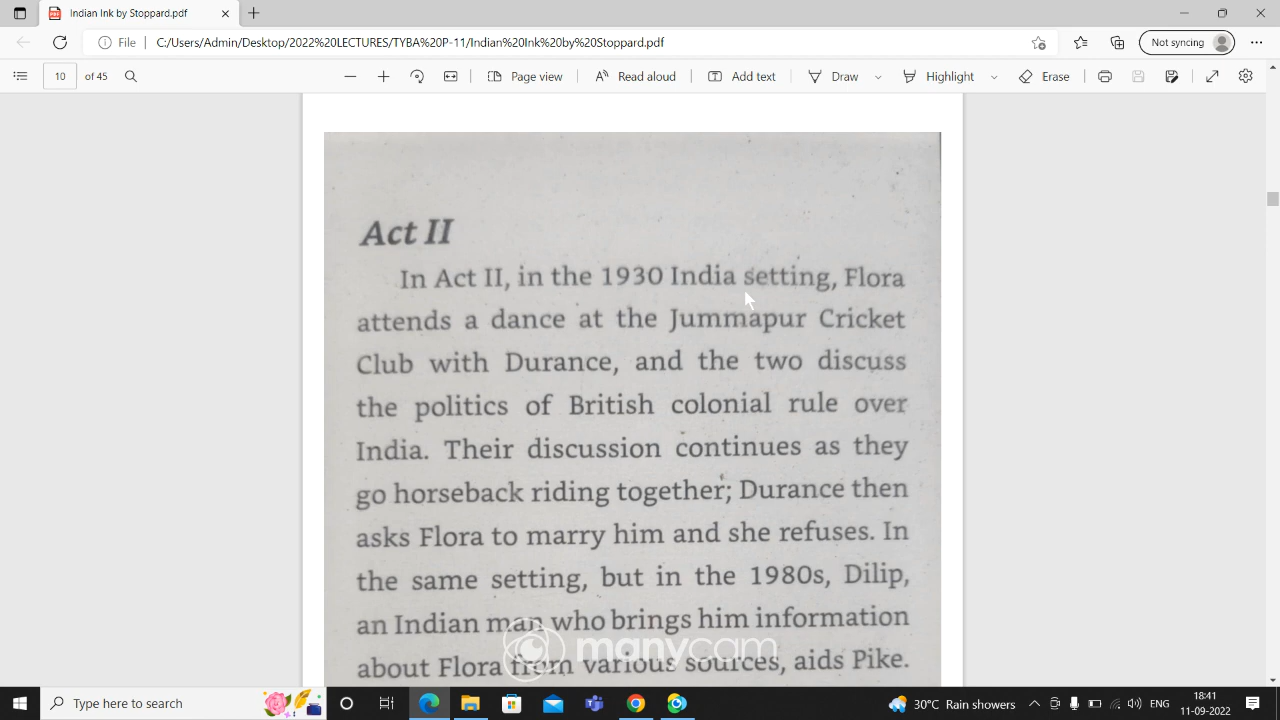 Indian Ink by Stoppard.pdf
File C:/Users/Admin/Desktop/2022%20LECTURES/TYBA%20P-11/Indian%20Ink%20by%20Stoppard.pdf Not syncing
10 of 45 Page view Read aloud Add text Draw Highlight Erase
Act II
In Act II, in the 1930 India setting, Flora
attends a dance at the Jummapur Cricket
Club with Durance, and the two discuss
the politics of British colonial rule over
India. Their discussion continues as they
go horseback riding together; Durance then
asks Flora to marry him and she refuses. In
the same setting, but in the 1980s, Dilip,
an Indian man who brings him information
about Flora from various sources, aids Pike.
manycam
Type here to search 30°C Rain showers ENG 18:41
11-09-2022